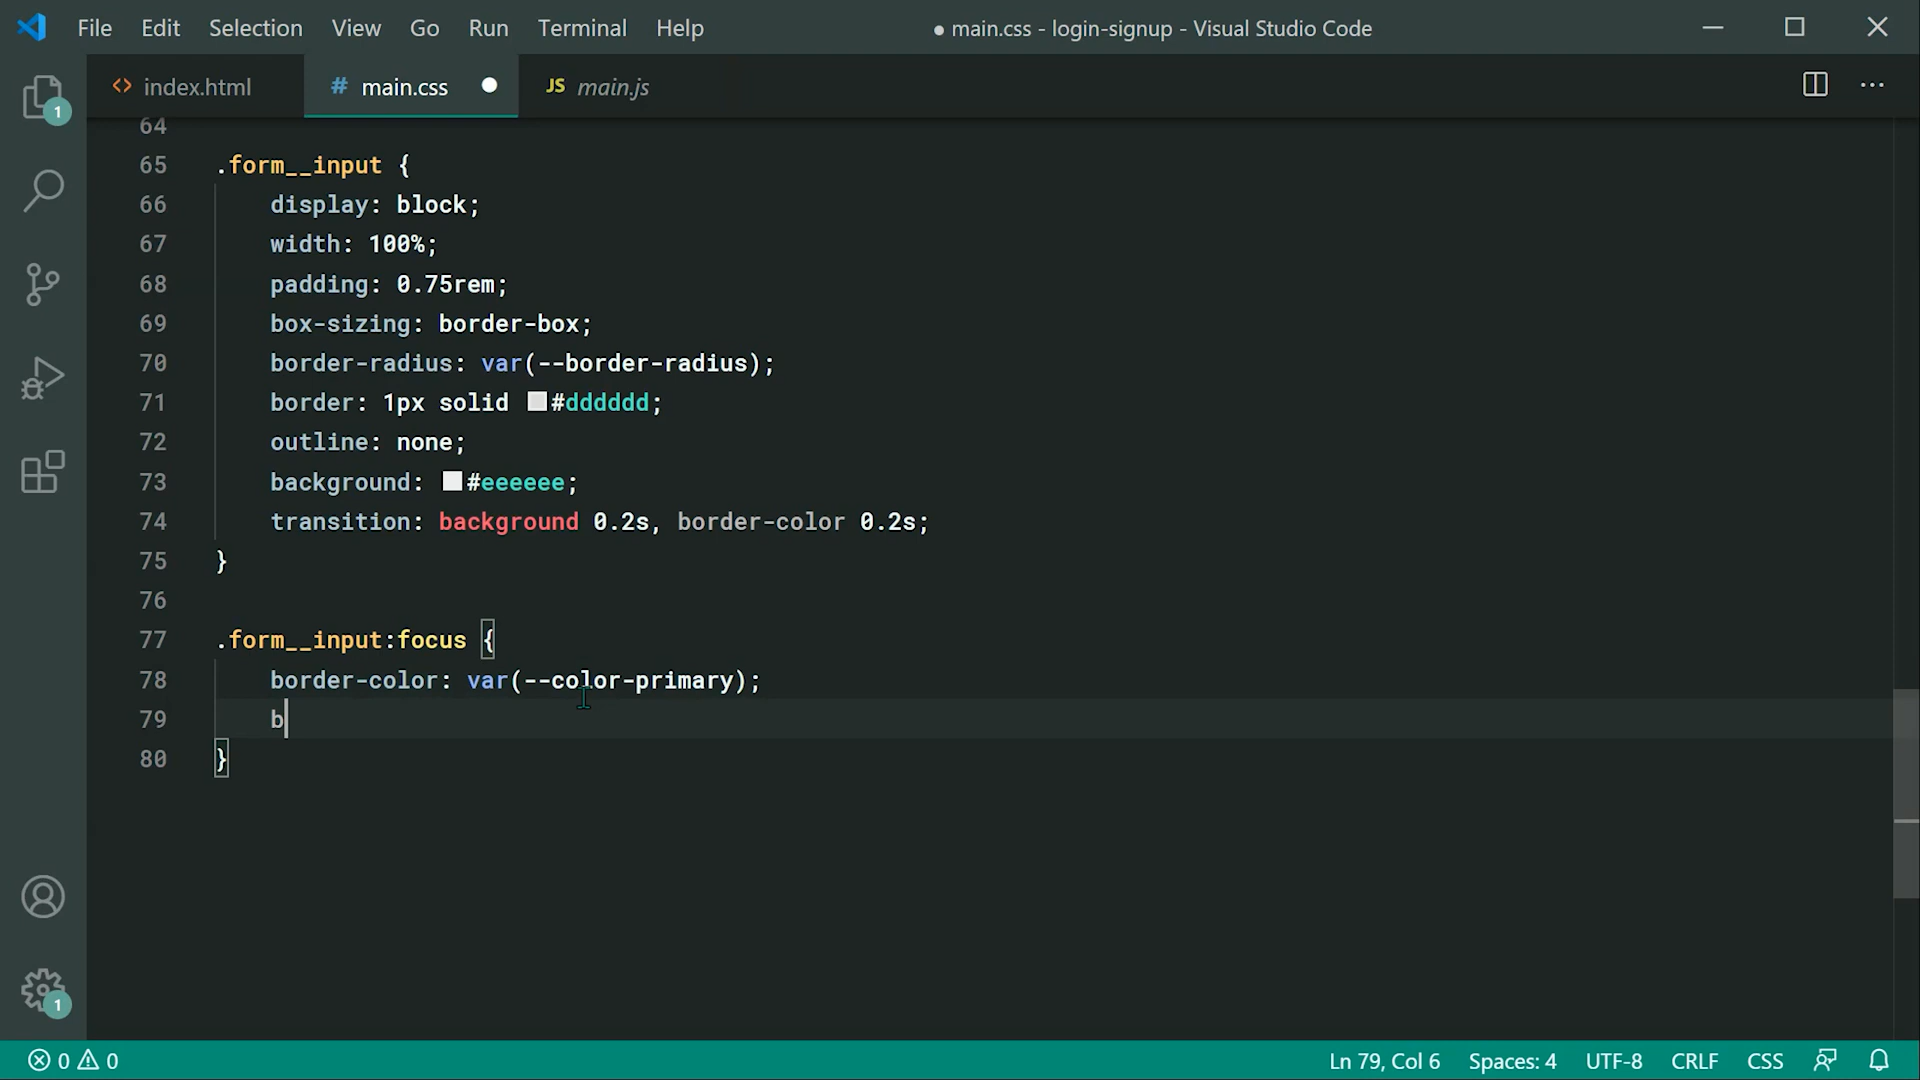 File Edit Selection View Go Run Terminal Help ● main.css - login-signup - Visual Studio Code
<> index.html # main.css ● JS main.js ...
1
64
65 .form__input {
66 display: block;
67 width: 100%;
68 padding: 0.75rem;
69 box-sizing: border-box;
70 border-radius: var(--border-radius);
71 border: 1px solid #dddddd;
72 outline: none;
73 background: #eeeeee;
74 transition: background 0.2s, border-color 0.2s;
75 }
76
77 .form__input:focus {
78 border-color: var(--color-primary);
79 b
80 }
1
0 0 Ln 79, Col 6 Spaces: 4 UTF-8 CRLF CSS